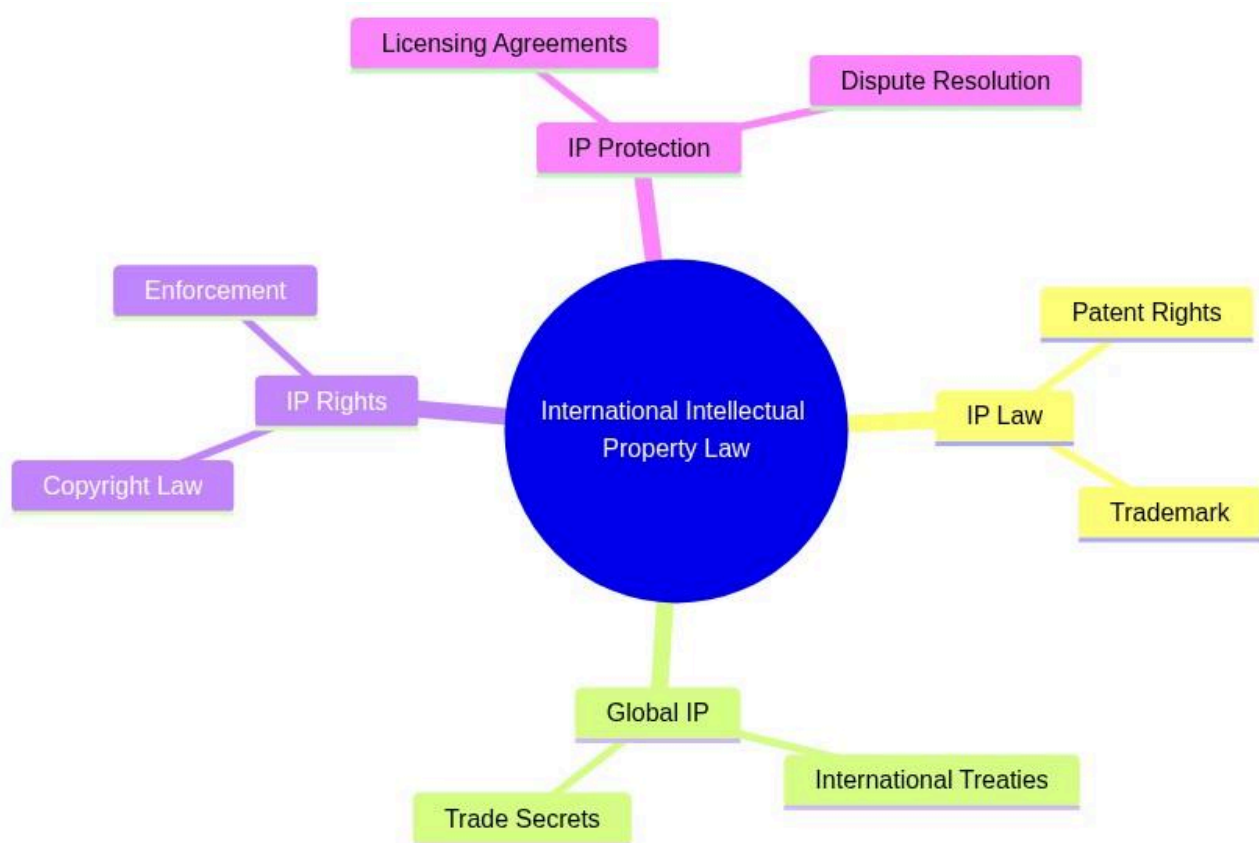 Licensing Agreements
Dispute Resolution
IP Protection
Enforcement
Patent Rights
IP Rights
International Intellectual
Property Law
IP Law
Copyright Law
Trademark
Global IP
International Treaties
Trade Secrets